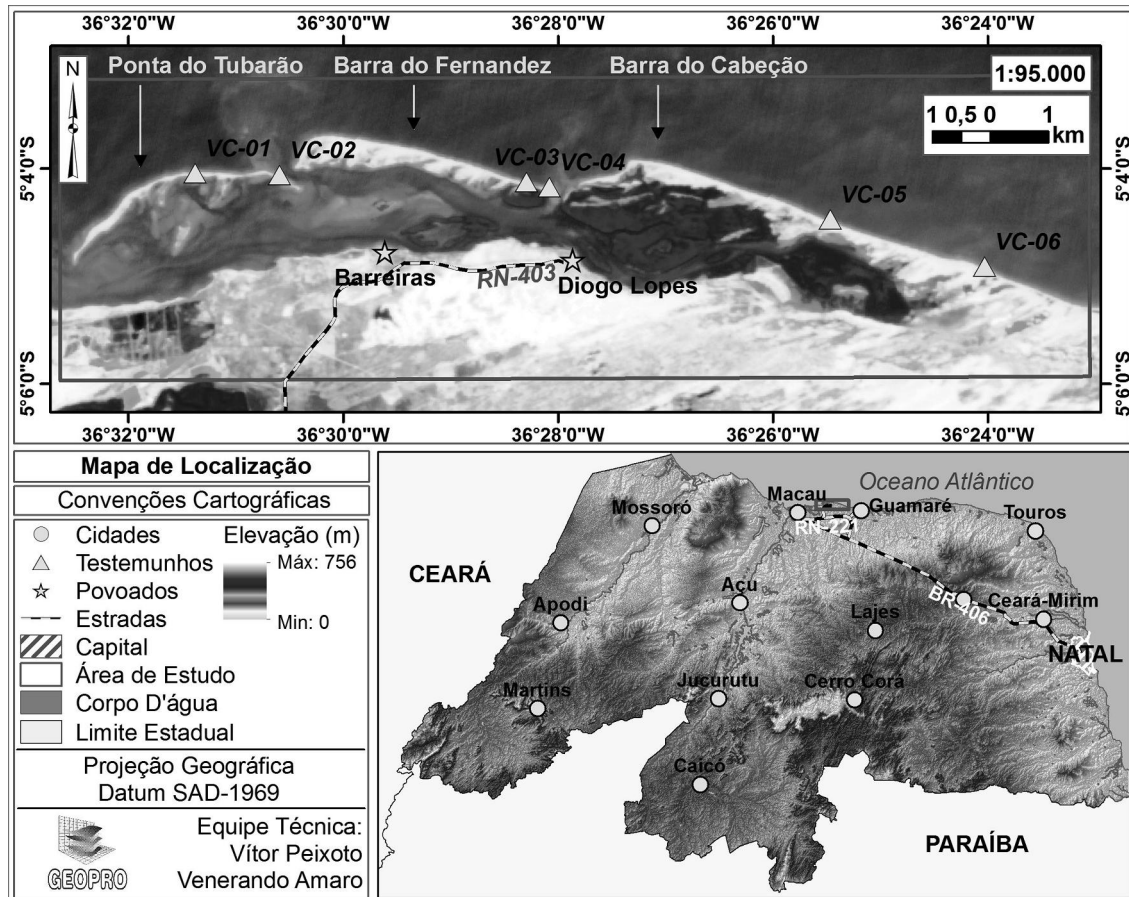 36°32'0"W 36°30'0"W 36°28'0"W 36°26'0"W 36°24'0"W
N
Ponta do Tubarão Barra do Fernandez Barra do Cabeção
1:95.000
1 0,5 0 1
km
5°4'0"S 5°4'0"S
VC-01 VC-02 VC-03 VC-04
VC-05
VC-06
Barreiras RN-403 Diogo Lopes
5°6'0"S 5°6'0"S
36°32'0"W 36°30'0"W 36°28'0"W 36°26'0"W 36°24'0"W
Mapa de Localização
Convenções Cartográficas
Cidades
Testemunhos
Povoados
Estradas
Capital
Área de Estudo
Corpo D'água
Limite Estadual
Elevação (m)
Máx: 756
Min: 0
Projeção Geográfica
Datum SAD-1969
GEOPRO
Equipe Técnica:
Vítor Peixoto
Venerando Amaro
Oceano Atlântico
Mossoró Macau Guamaré Touros
RN-221
CEARÁ
Açu
Apodi Lajes BR-406 Ceará-Mirim
NATAL
Martins Jucurutu Cerro Corá
Caicó
PARAÍBA